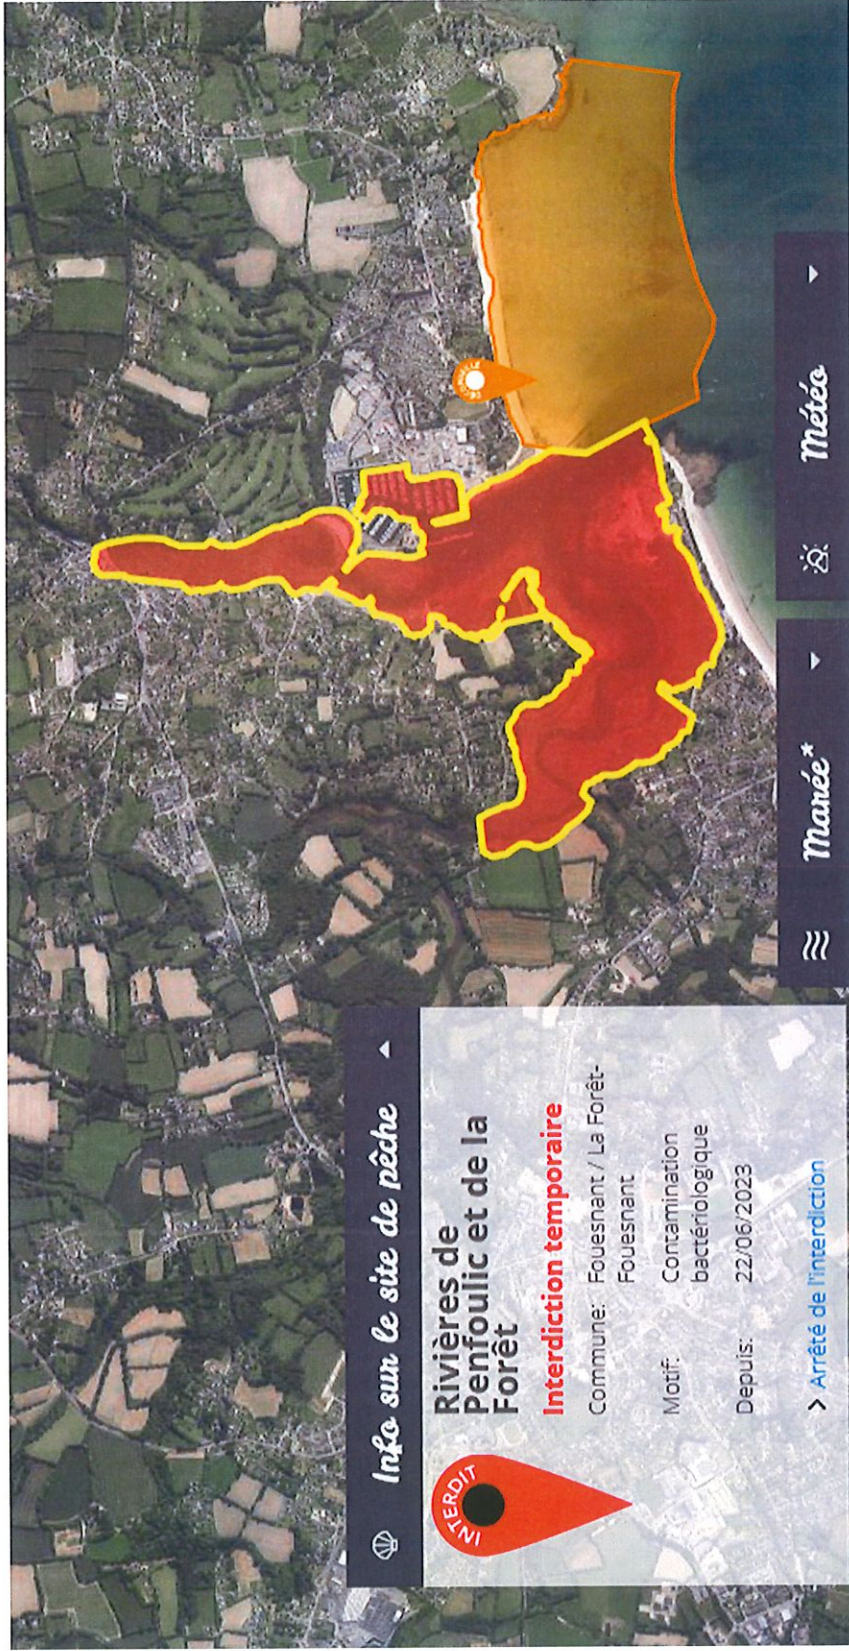 Info sur le site de pêche
INTERDIT
Rivières de
Penfoulic et de la
Forêt
Interdiction temporaire
Commune: Fouesnant / La Forêt-
Fouesnant
Motif: Contamination
bactériologique
Depuis: 22/06/2023
> Arrêté de l'interdiction
Marée*
Météo